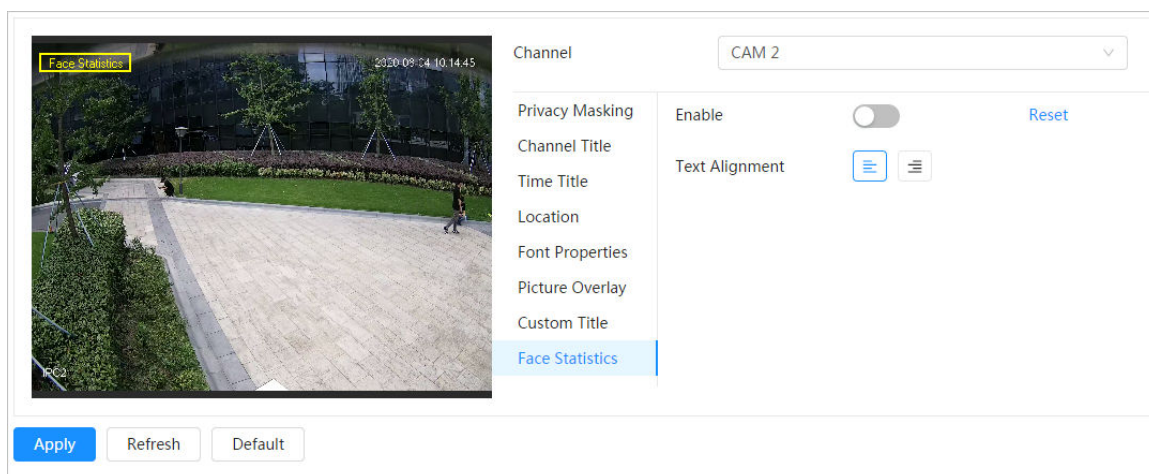 Face Statistics
2020-09-04 10:14:45
IPC2
Channel
CAM 2
Privacy Masking
Channel Title
Time Title
Location
Font Properties
Picture Overlay
Custom Title
Face Statistics
Enable
Reset
Text Alignment
Apply
Refresh
Default